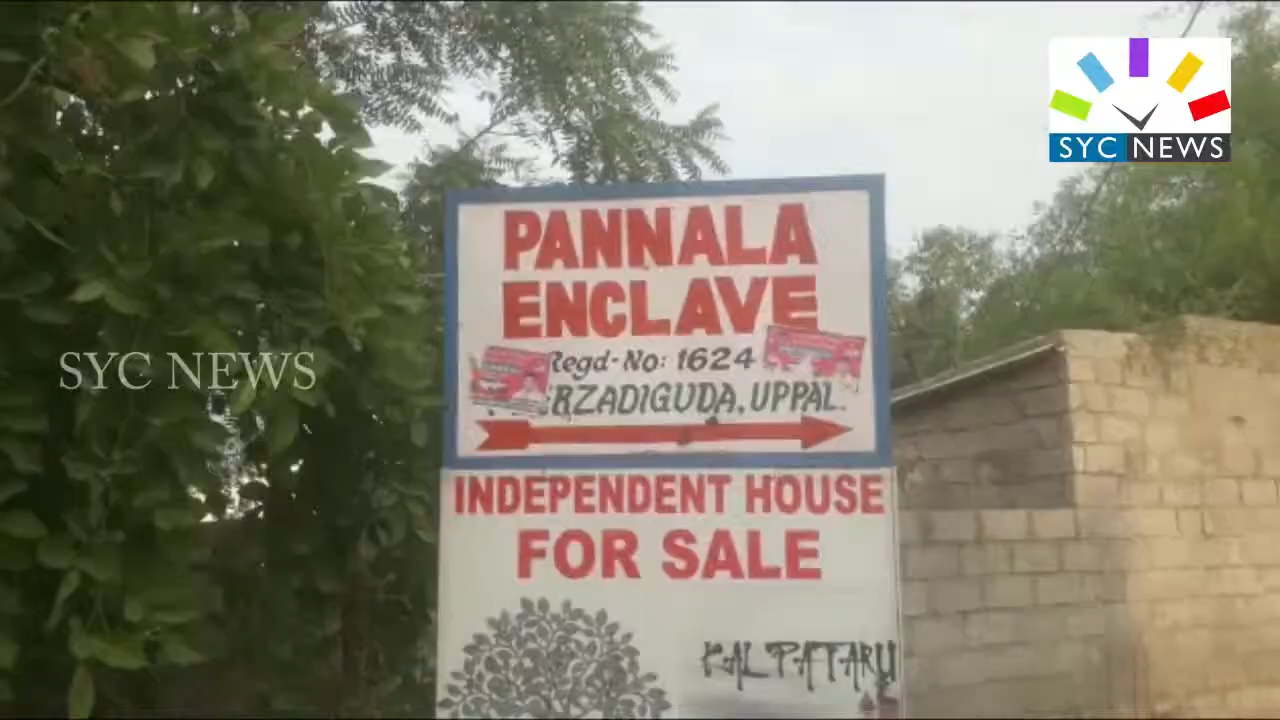 SYC NEWS
PANNALA
ENCLAVE
Regd-No: 1624
UPPAL.
INDEPENDENT HOUSE
FOR SALE
KALPATARU
SYC NEWS